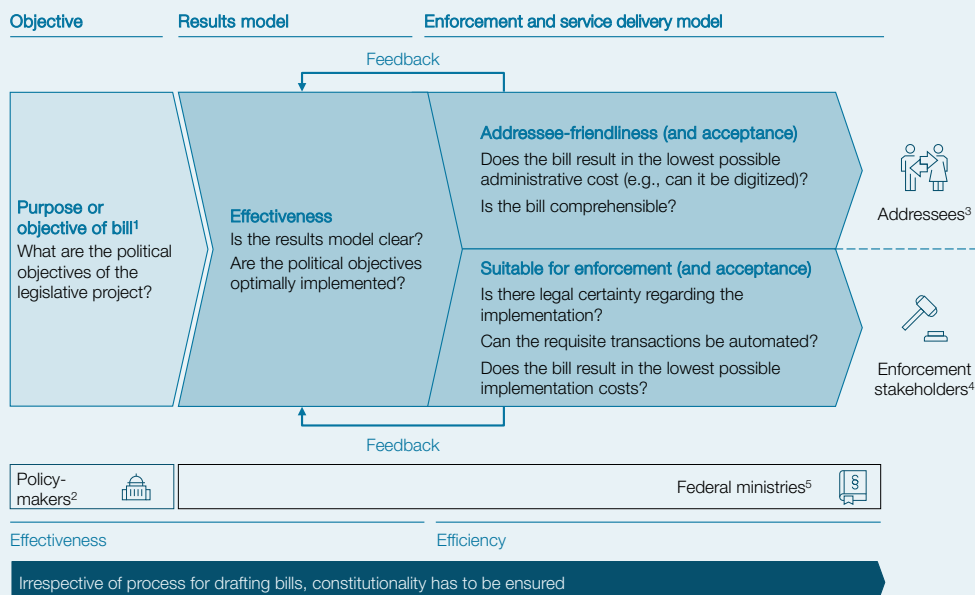 Objective
Results model
Enforcement and service delivery model
Feedback
Purpose or
objective of bill¹
What are the political
objectives of the
legislative project?
Effectiveness
Is the results model clear?
Are the political objectives
optimally implemented?
Addressee-friendliness (and acceptance)
Does the bill result in the lowest possible
administrative cost (e.g., can it be digitized)?
Is the bill comprehensible?
Addressees³
Suitable for enforcement (and acceptance)
Is there legal certainty regarding the
implementation?
Can the requisite transactions be automated?
Does the bill result in the lowest possible
implementation costs?
Enforcement
stakeholders⁴
Feedback
Policy-
makers²
Federal ministries⁵
§
Effectiveness
Efficiency
Irrespective of process for drafting bills, constitutionality has to be ensured